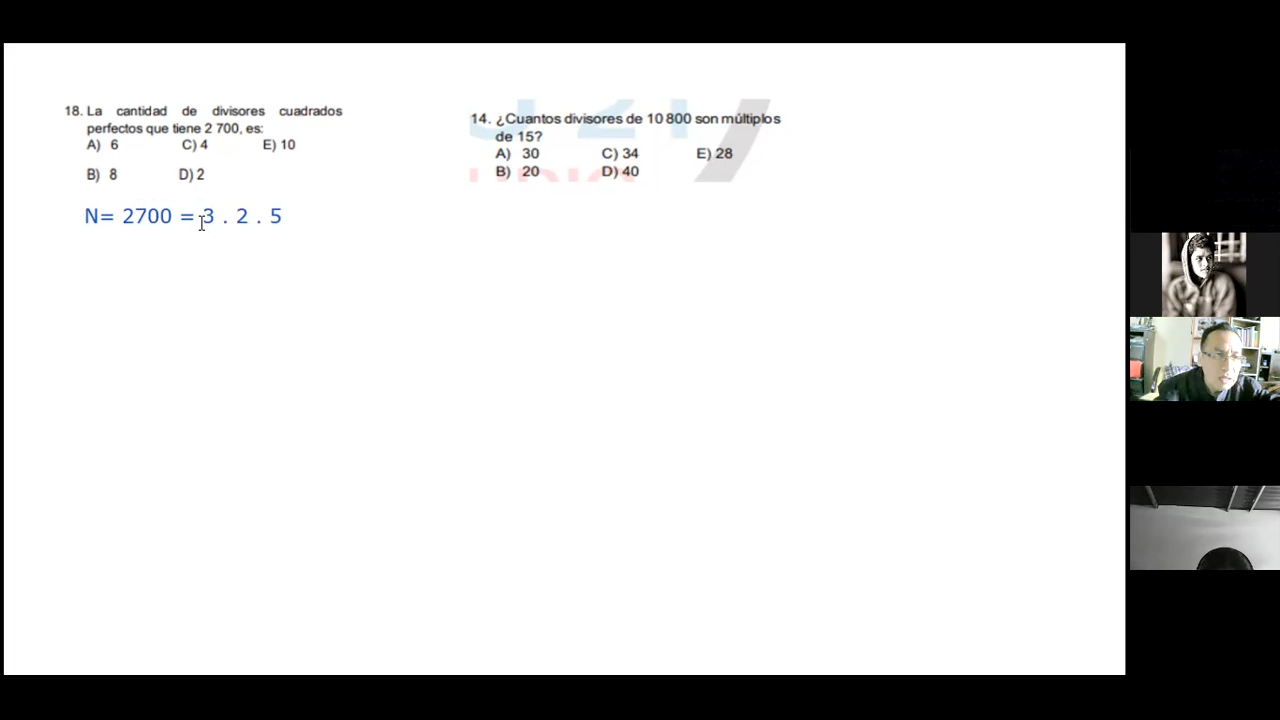 18. La cantidad de divisores cuadrados
perfectos que tiene 2 700, es:
A) 6 C) 4 E) 10
B) 8 D) 2
N= 2700 = 3 . 2 . 5
14. ¿Cuantos divisores de 10 800 son múltiplos
de 15?
A) 30 C) 34 E) 28
B) 20 D) 40